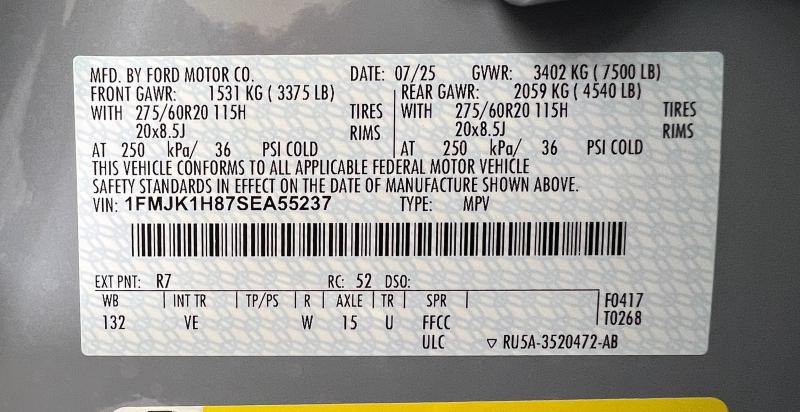 MFD. BY FORD MOTOR CO. DATE: 07/25 GVWR: 3402 KG ( 7500 LB)
FRONT GAWR: 1531 KG ( 3375 LB) REAR GAWR: 2059 KG ( 4540 LB)
WITH 275/60R20 115H TIRES WITH 275/60R20 115H TIRES
20x8.5J RIMS 20x8.5J RIMS
AT 250 kPa/ 36 PSI COLD AT 250 kPa/ 36 PSI COLD
THIS VEHICLE CONFORMS TO ALL APPLICABLE FEDERAL MOTOR VEHICLE
SAFETY STANDARDS IN EFFECT ON THE DATE OF MANUFACTURE SHOWN ABOVE.
VIN: 1FMJK1H87SEA55237 TYPE: MPV
EXT PNT: R7 RC: 52 DSO:
WB INT TR TP/PS R AXLE TR SPR F0417
132 VE W 15 U FFCC T0268
ULC ▽ RU5A-3520472-AB